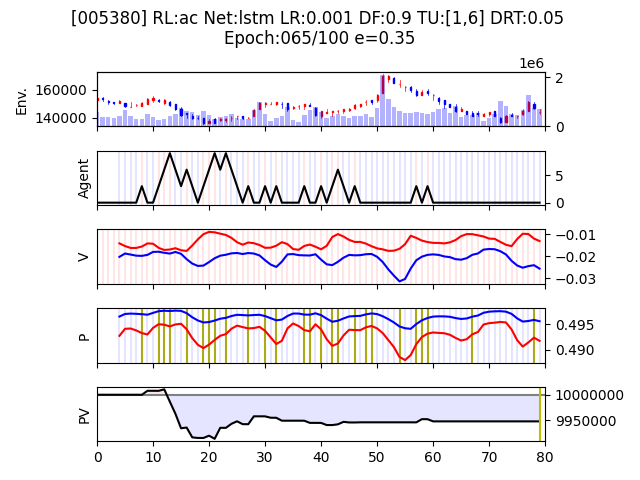 [005380] RL:ac Net:lstm LR:0.001 DF:0.9 TU:[1,6] DRT:0.05
Epoch:065/100 e=0.35
1e6
Env.
160000
140000
2
0
Agent
5
0
V
−0.01
−0.02
−0.03
P
0.495
0.490
PV
10000000
9950000
0 10 20 30 40 50 60 70 80